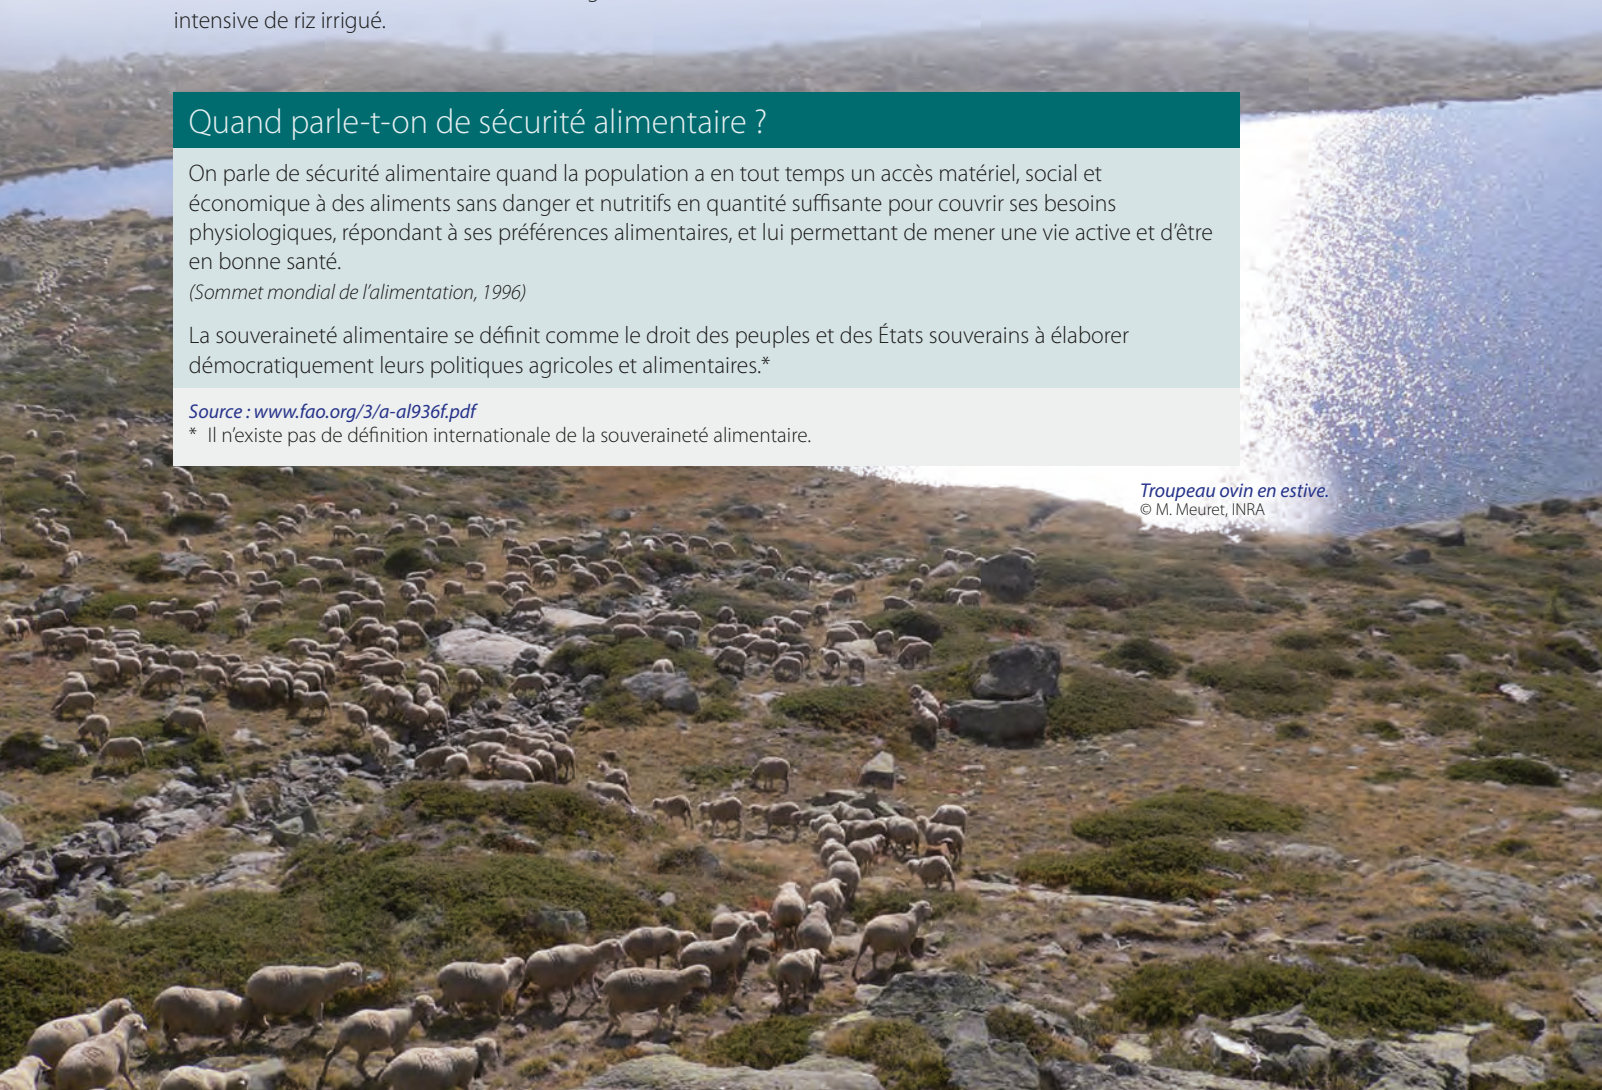 intensive de riz irrigué.
Quand parle-t-on de sécurité alimentaire ?
On parle de sécurité alimentaire quand la population a en tout temps un accès matériel, social et
économique à des aliments sans danger et nutritifs en quantité suffisante pour couvrir ses besoins
physiologiques, répondant à ses préférences alimentaires, et lui permettant de mener une vie active et d’être
en bonne santé.
(Sommet mondial de l’alimentation, 1996)
La souveraineté alimentaire se définit comme le droit des peuples et des États souverains à élaborer
démocratiquement leurs politiques agricoles et alimentaires.*
Source : www.fao.org/3/a-al936f.pdf
* Il n’existe pas de définition internationale de la souveraineté alimentaire.
Troupeau ovin en estive.
© M. Meuret, INRA